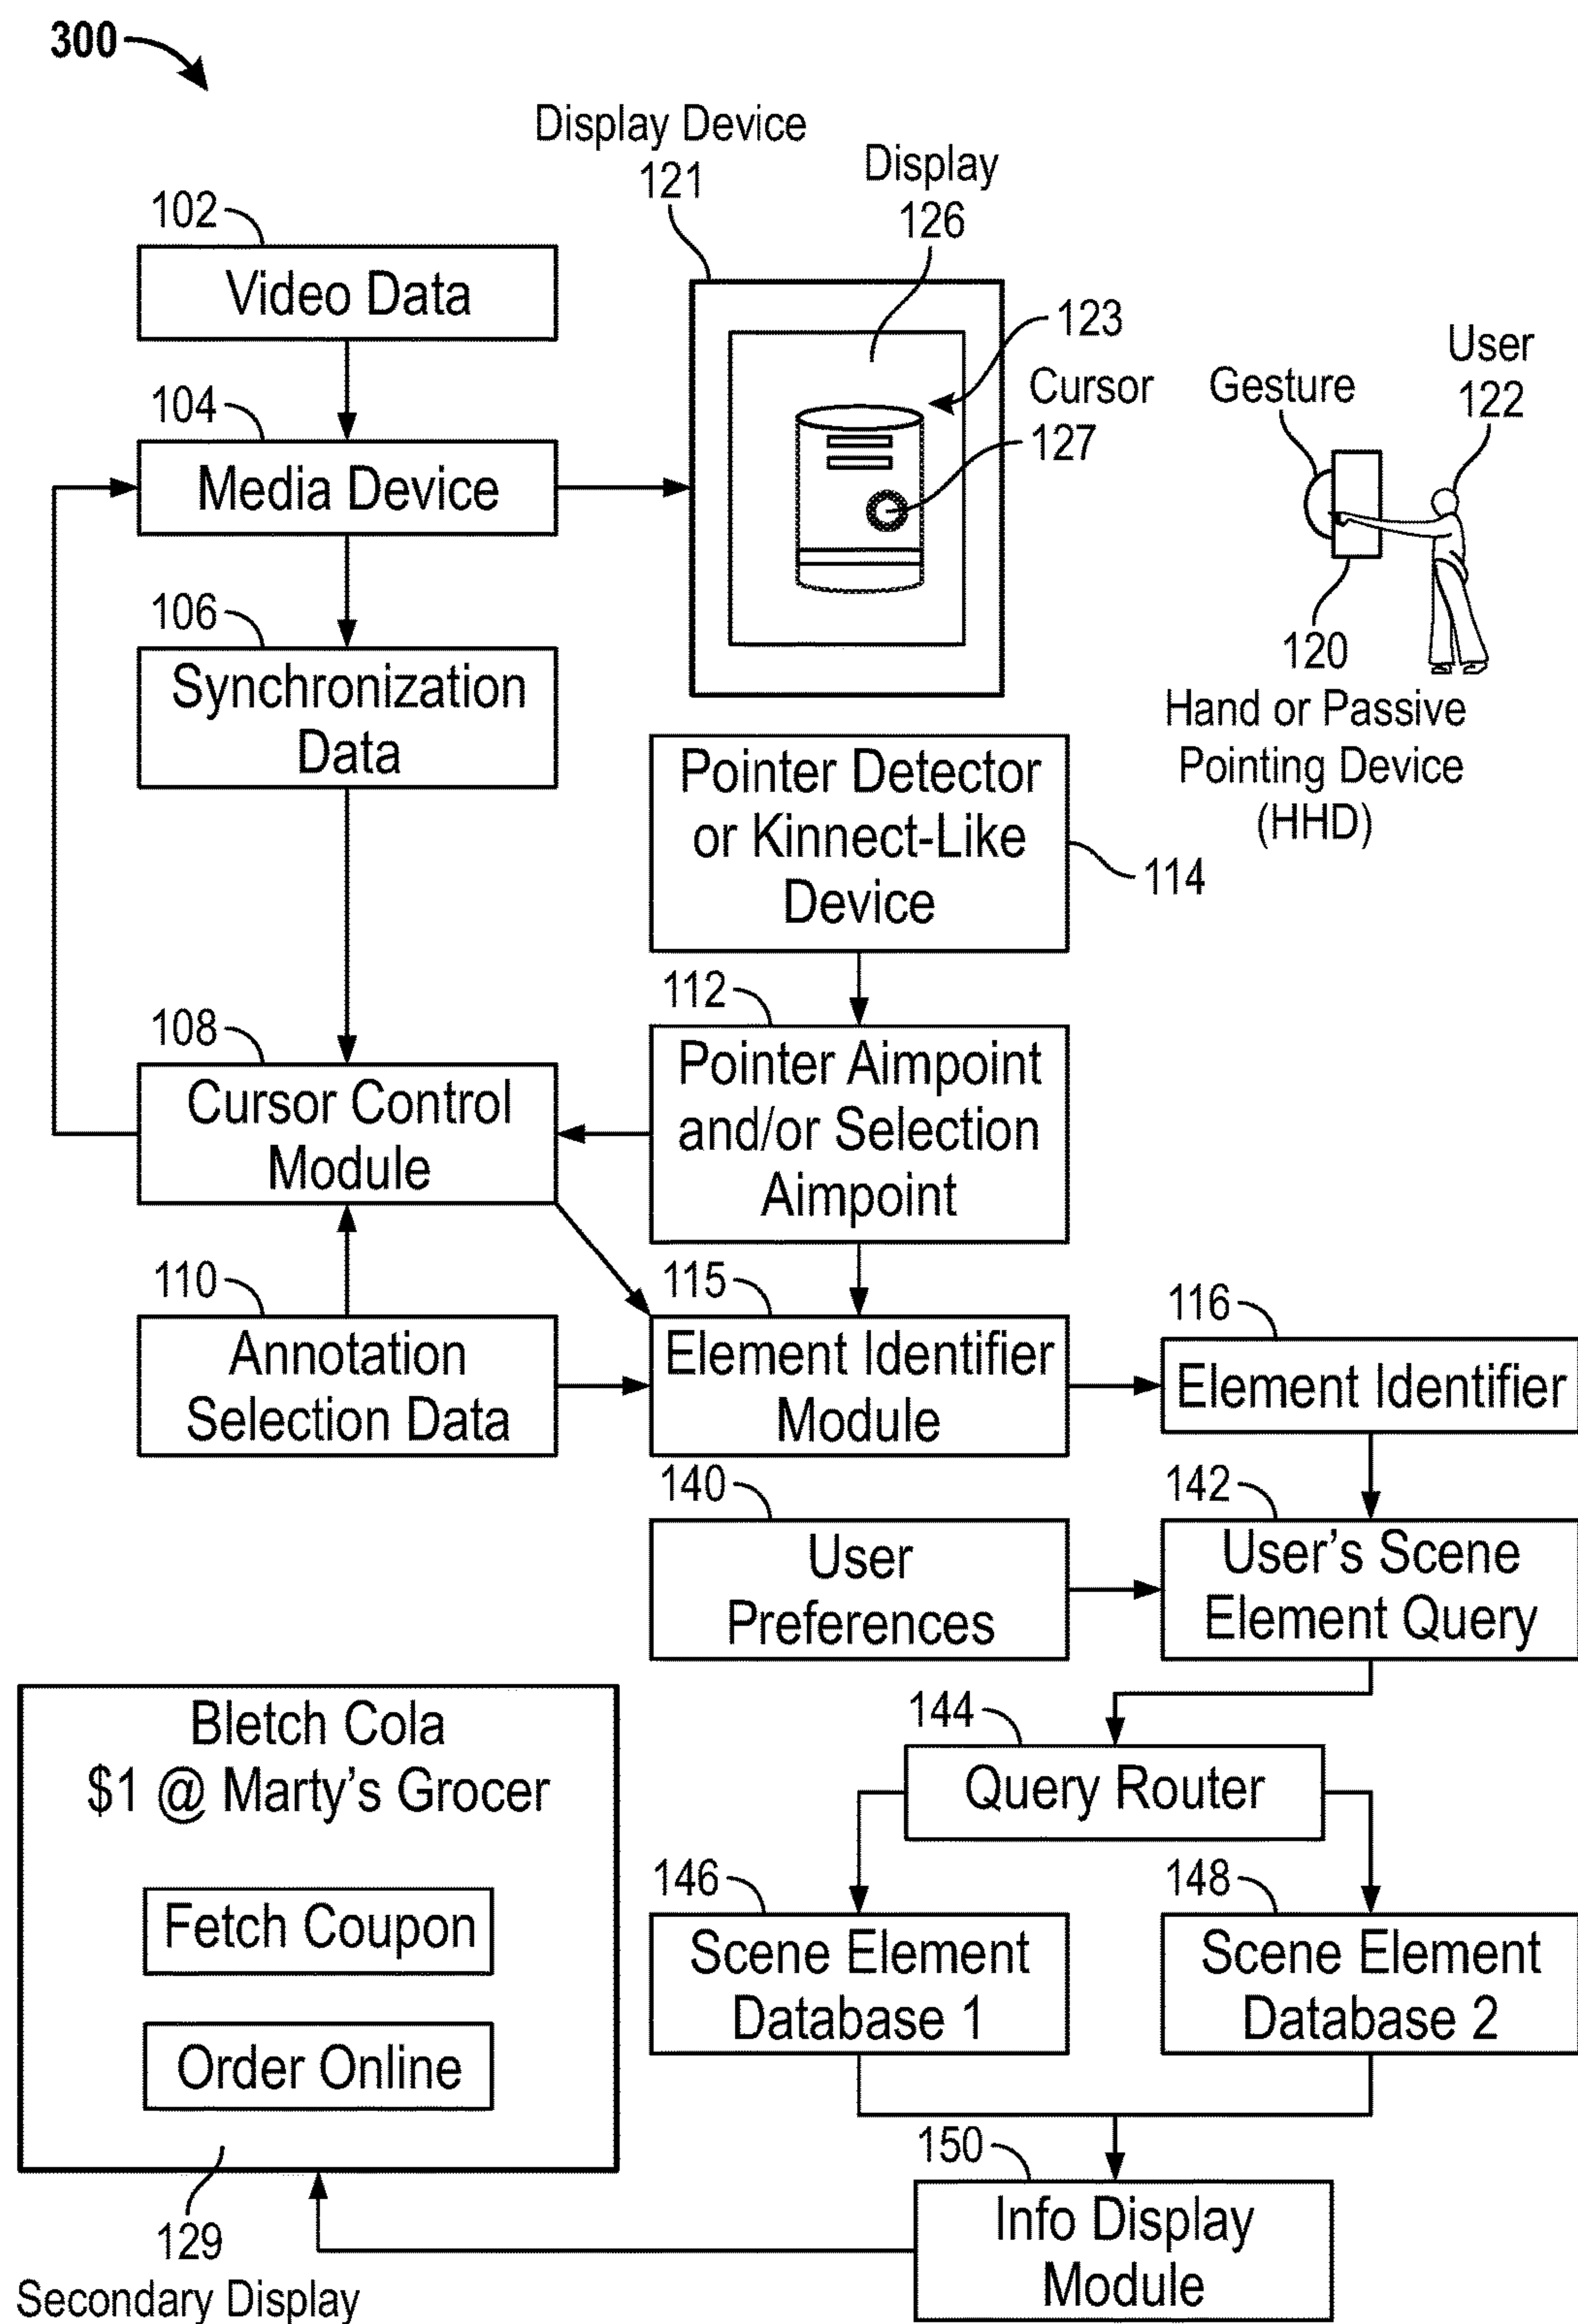 300
Display Device
121
Display
126
102
Video Data
123
Cursor
127
Gesture
User
122
104
Media Device
120
Hand or Passive
Pointing Device
(HHD)
106
Synchronization
Data
Pointer Detector
or Kinnect-Like
Device
114
112
Pointer Aimpoint
and/or Selection
Aimpoint
108
Cursor Control
Module
110
Annotation
Selection Data
115
Element Identifier
Module
116
Element Identifier
140
User
Preferences
142
User's Scene
Element Query
144
Query Router
146
Scene Element
Database 1
148
Scene Element
Database 2
150
Info Display
Module
Bletch Cola
$1 @ Marty's Grocer
Fetch Coupon
Order Online
129
Secondary Display